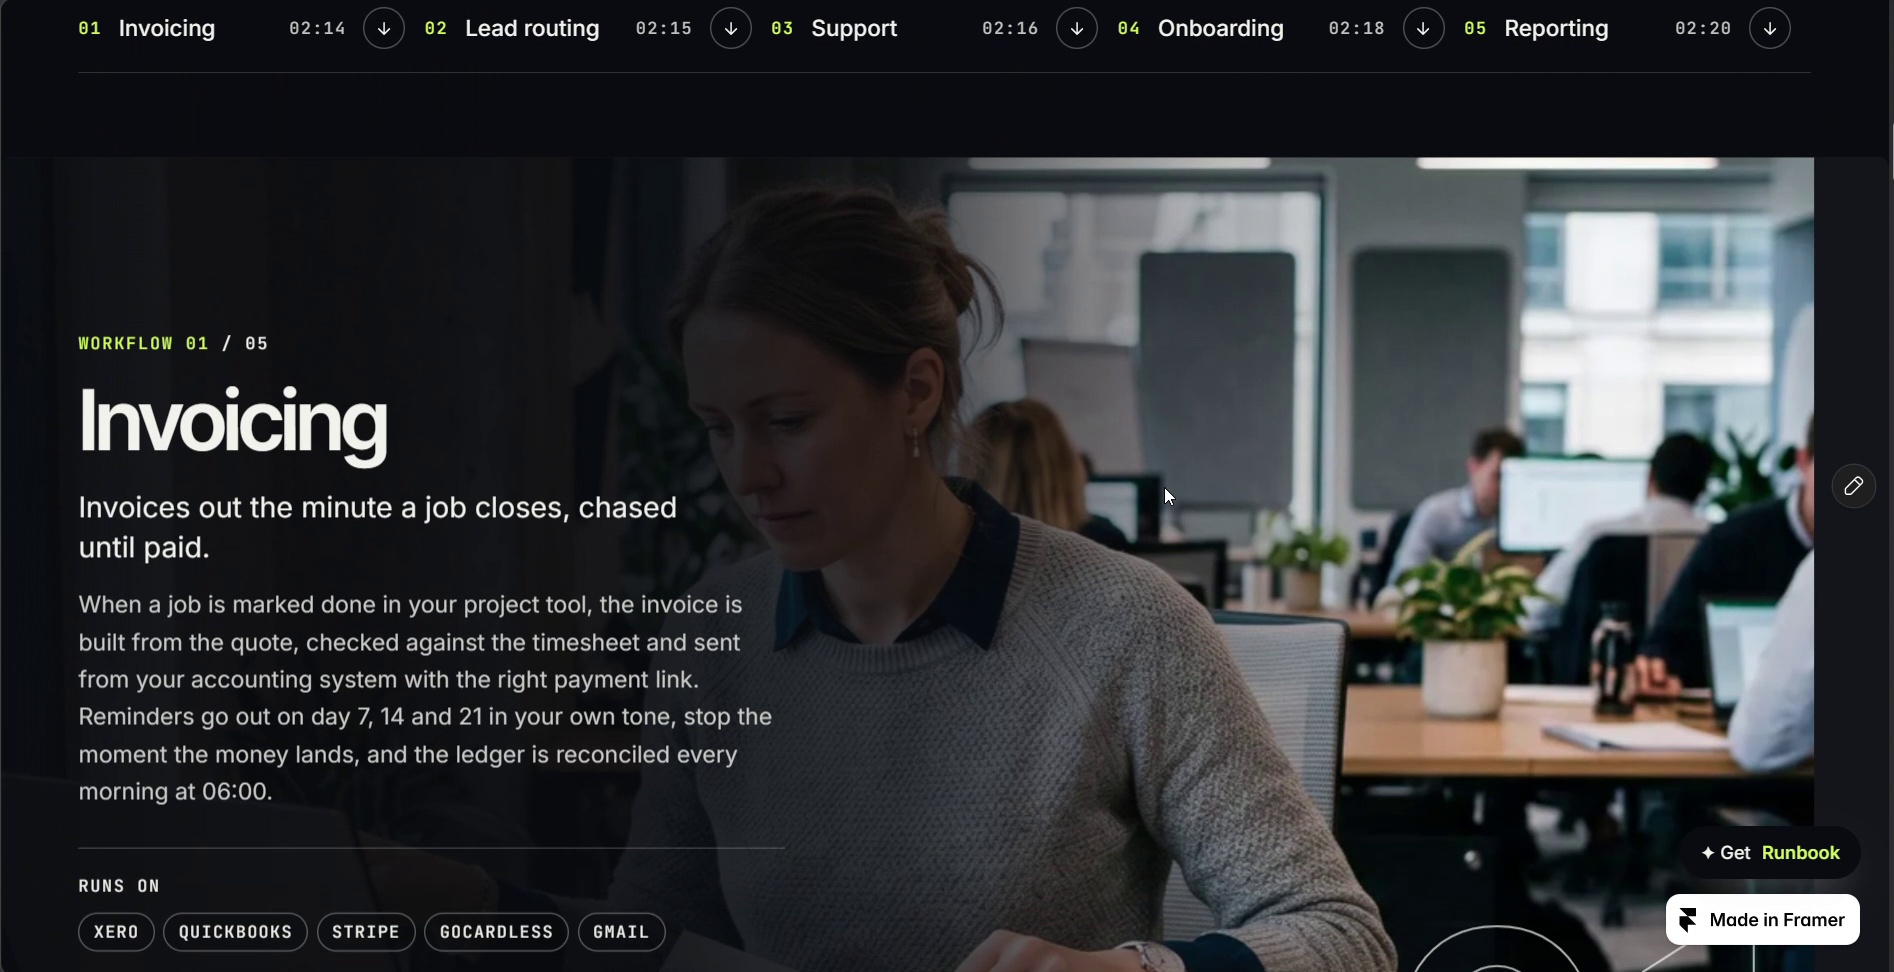 01 Invoicing 02:14 02 Lead routing 02:15 03 Support 02:16 04 Onboarding 02:18 05 Reporting 02:20
WORKFLOW 01 / 05
Invoicing
Invoices out the minute a job closes, chased
until paid.
When a job is marked done in your project tool, the invoice is
built from the quote, checked against the timesheet and sent
from your accounting system with the right payment link.
Reminders go out on day 7, 14 and 21 in your own tone, stop the
moment the money lands, and the ledger is reconciled every
morning at 06:00.
RUNS ON
XERO QUICKBOOKS STRIPE GOCARDLESS GMAIL
Get Runbook
Made in Framer